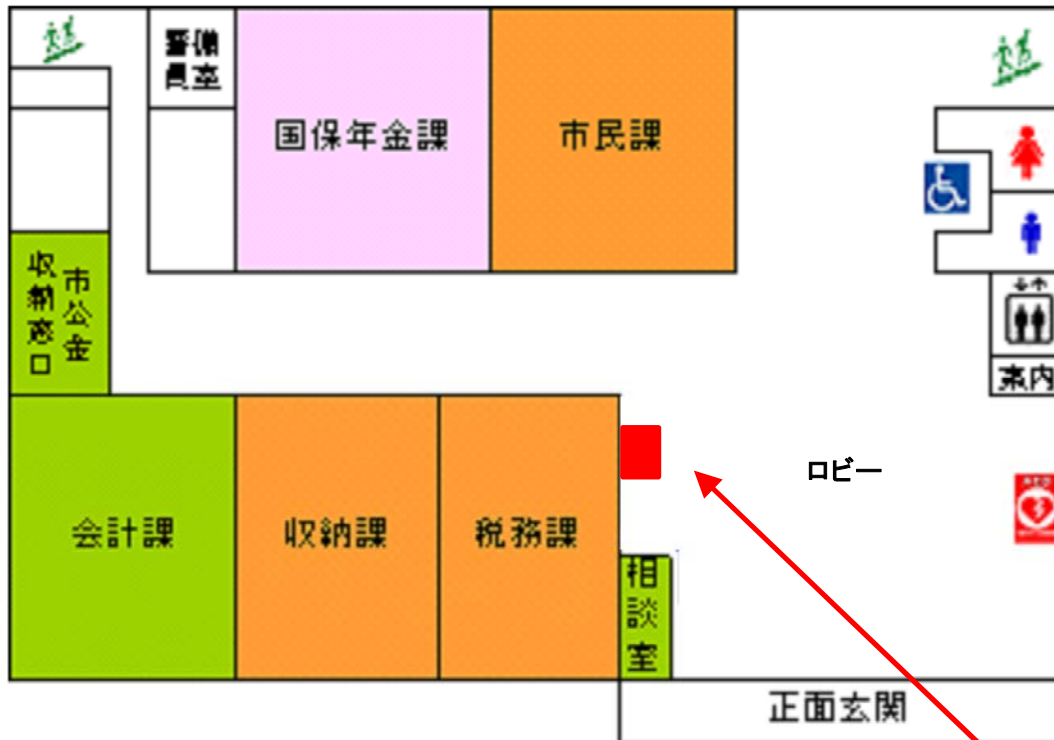 警備
員室
国保年金課
市民課
市公金
収納窓口
案内
会計課
収納課
税務課
ロビー
AED
相談室
正面玄関